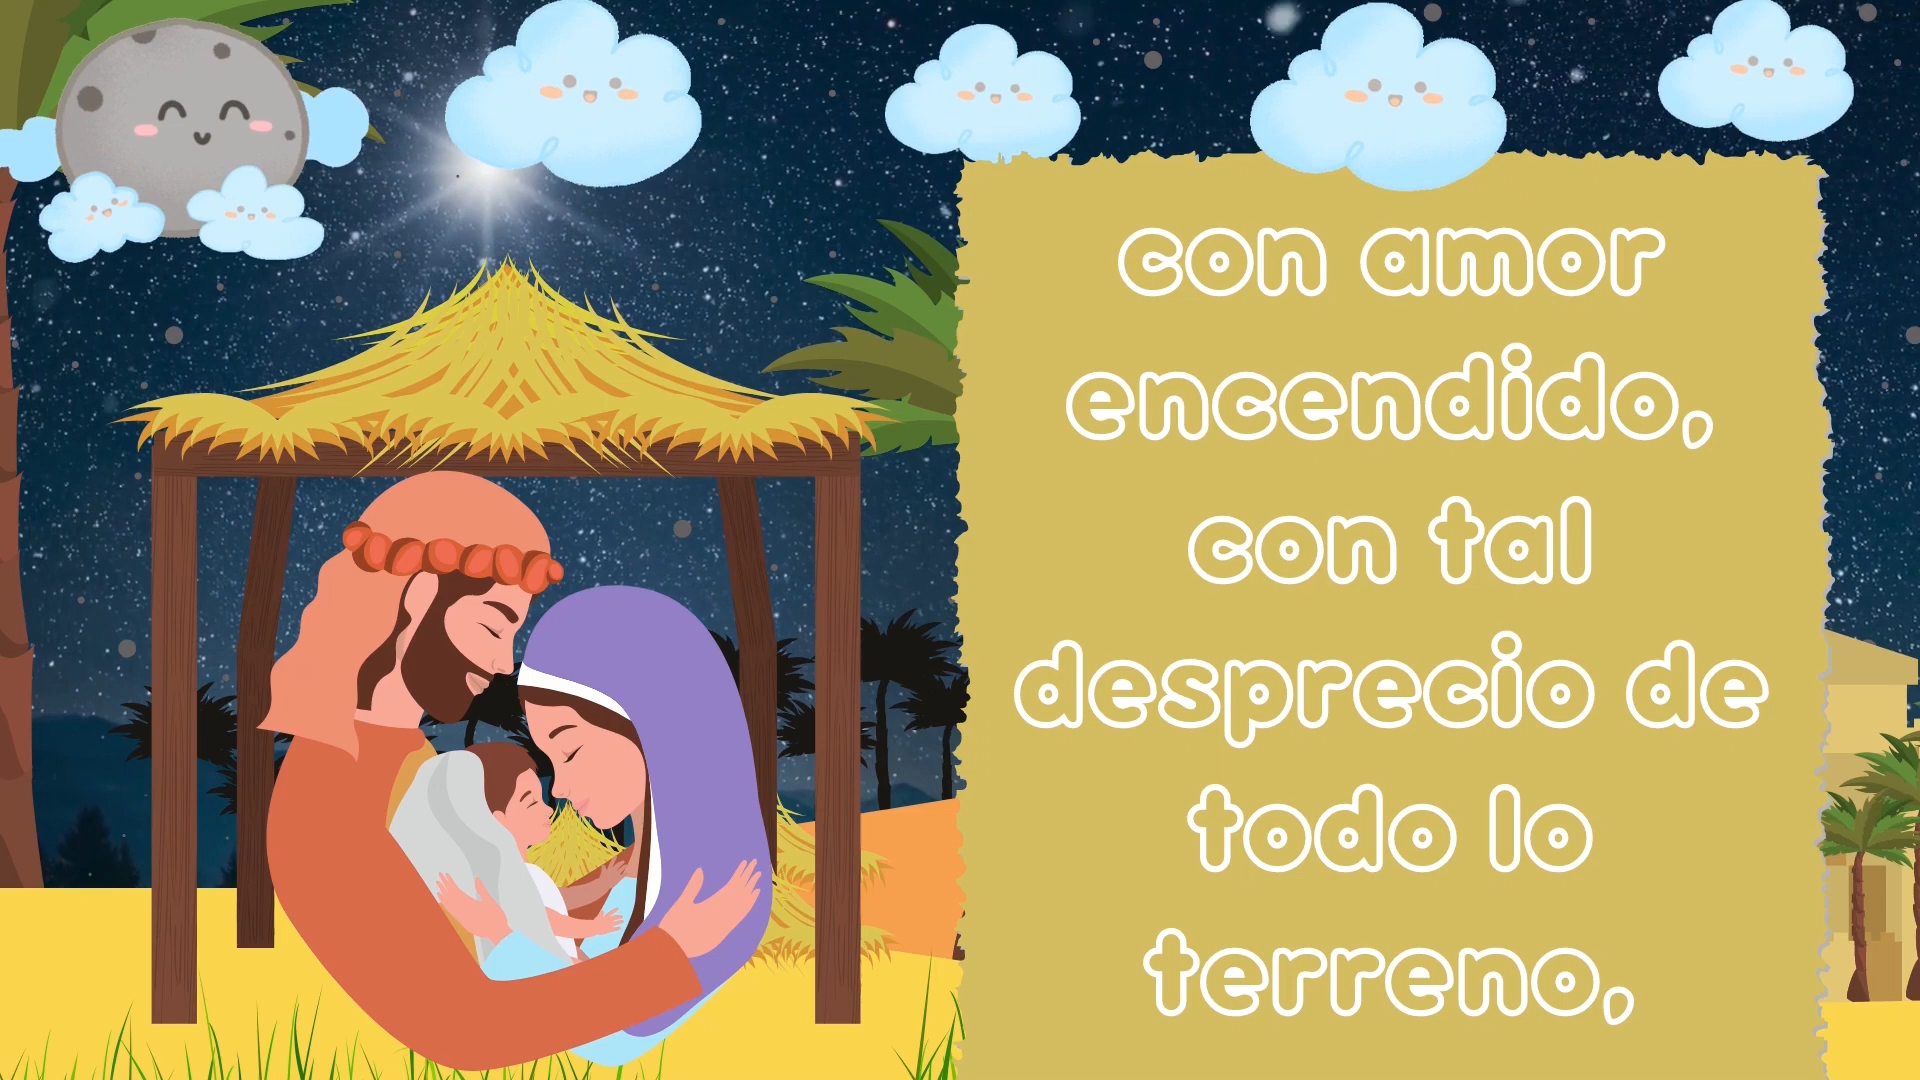 con amor
encendido,
con tal
desprecio de
todo lo
terreno,